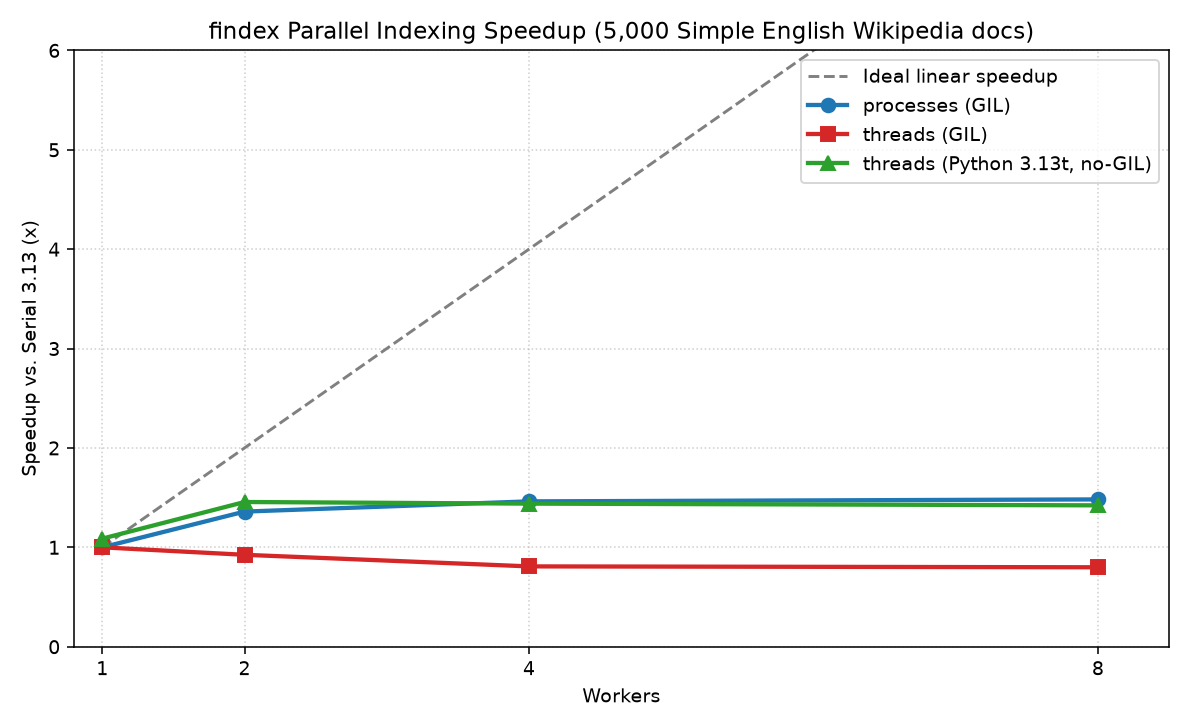 findex Parallel Indexing Speedup (5,000 Simple English Wikipedia docs)
Ideal linear speedup
processes (GIL)
threads (GIL)
threads (Python 3.13t, no-GIL)
Speedup vs. Serial 3.13 (x)
6
5
4
3
2
1
0
1
2
4
8
Workers